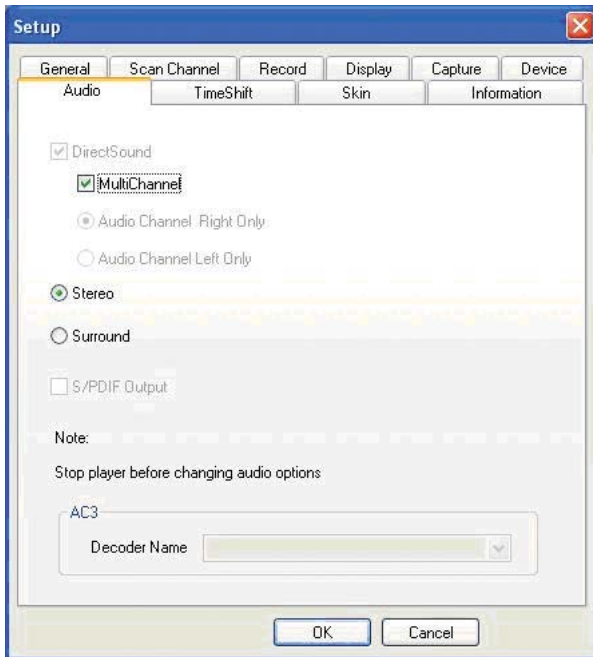 Setup
General Scan Channel Record Display Capture Device
Audio TimeShift Skin Information
DirectSound
MultiChannel
Audio Channel Right Only
Audio Channel Left Only
Stereo
Surround
S/PDIF Output
Note:
Stop player before changing audio options
AC3
Decoder Name
OK Cancel